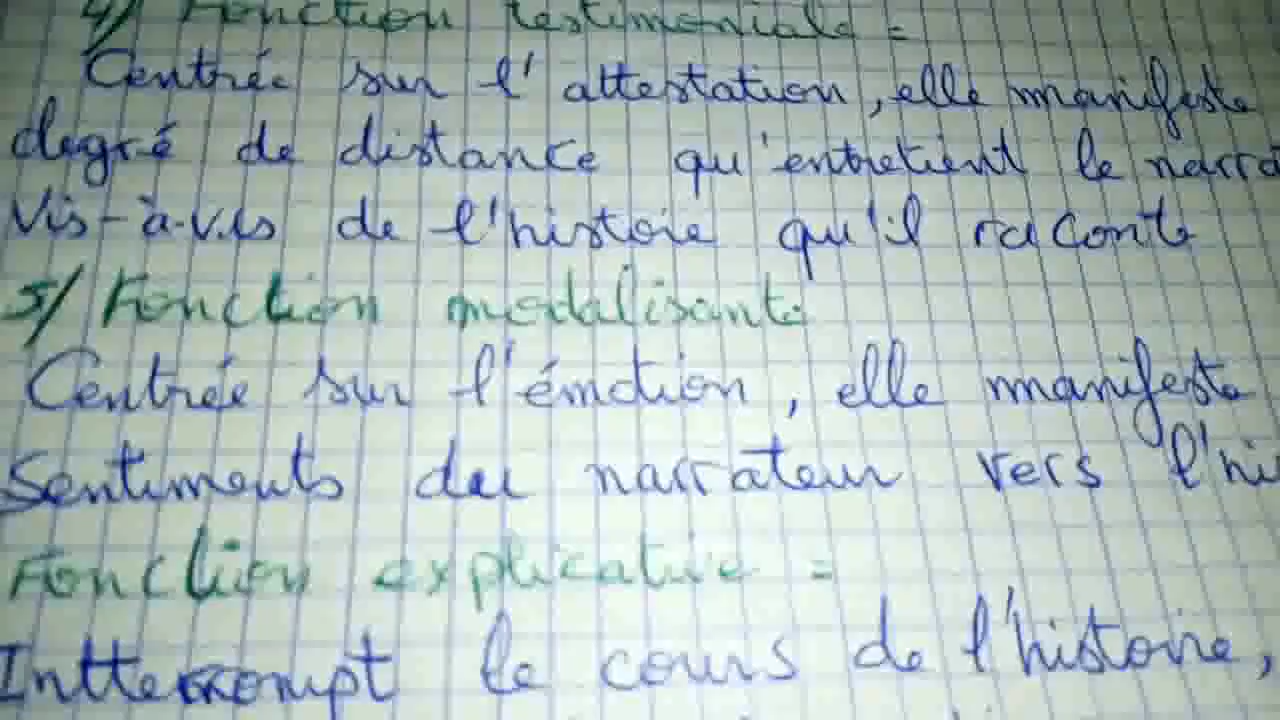 4/ Fonction testimoniale =
Centrée sur l'attestation, elle manifeste
degré de distance qu'entretient le narra
Vis-à-vis de l'histoie qu'il raconte
5/ Fonction modalisante
Centrée sur l'émotion, elle manifeste
Sentiments du narrateur vers l'hi
Fonction explicative =
le cours de l'histoire,